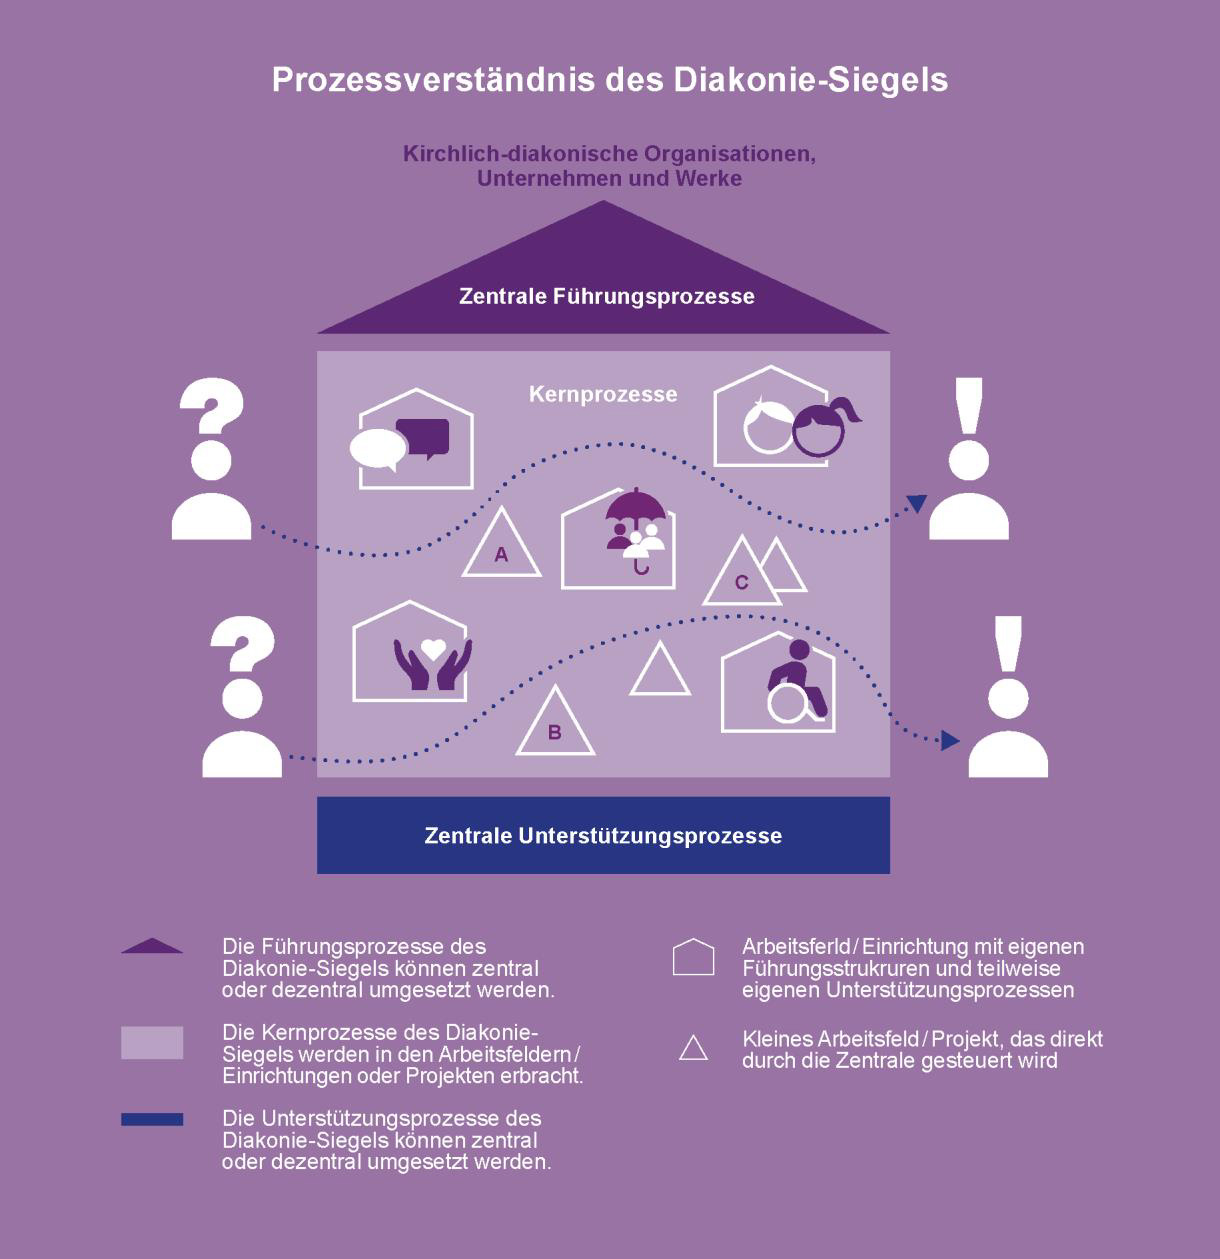 Prozessverständnis des Diakonie-Siegels
Kirchlich-diakonische Organisationen,
Unternehmen und Werke
Zentrale Führungsprozesse
Kernprozesse
?
!
A
C
?
!
B
Zentrale Unterstützungsprozesse
Die Führungsprozesse des
Diakonie-Siegels können zentral
oder dezentral umgesetzt werden.
Die Kernprozesse des Diakonie-
Siegels werden in den Arbeitsfeldern/
Einrichtungen oder Projekten erbracht.
Die Unterstützungsprozesse des
Diakonie-Siegels können zentral
oder dezentral umgesetzt werden.
Arbeitsferld/Einrichtung mit eigenen
Führungsstrukruren und teilweise
eigenen Unterstützungsprozessen
Kleines Arbeitsfeld/Projekt, das direkt
durch die Zentrale gesteuert wird